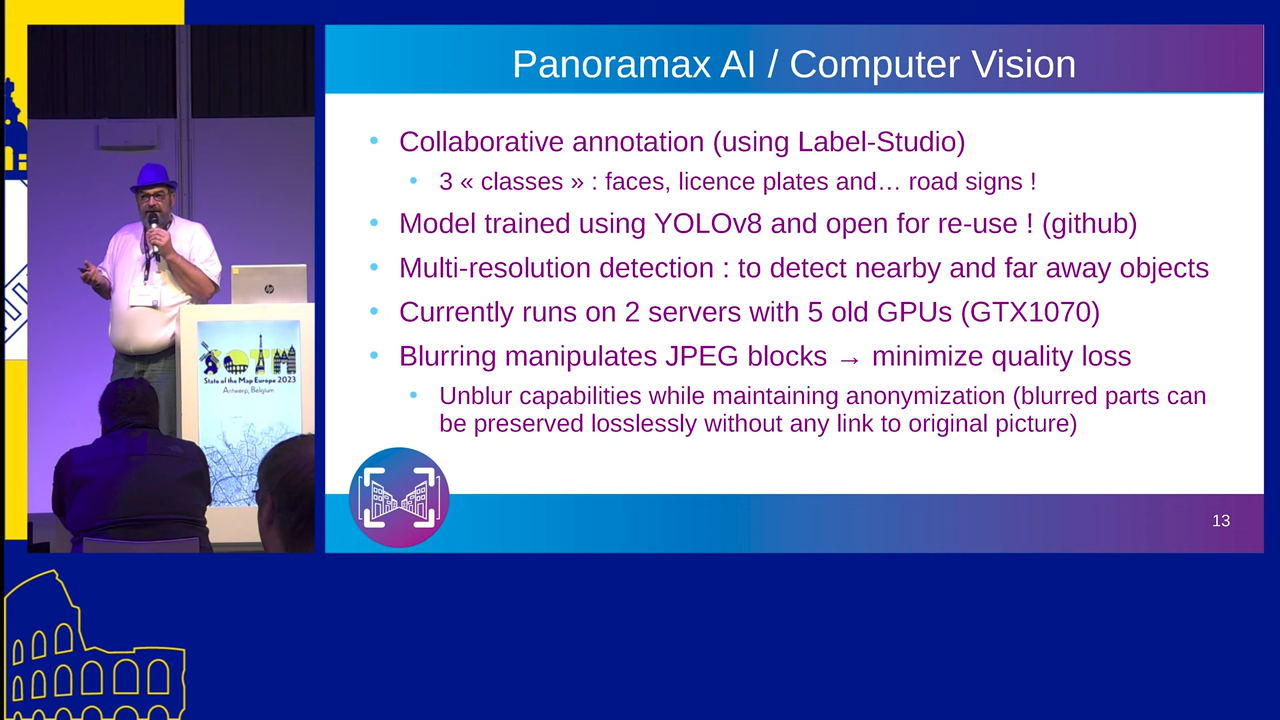 Panoramax AI / Computer Vision
• Collaborative annotation (using Label-Studio)
• 3 « classes » : faces, licence plates and… road signs !
• Model trained using YOLOv8 and open for re-use ! (github)
• Multi-resolution detection : to detect nearby and far away objects
• Currently runs on 2 servers with 5 old GPUs (GTX1070)
• Blurring manipulates JPEG blocks → minimize quality loss
• Unblur capabilities while maintaining anonymization (blurred parts can
be preserved losslessly without any link to original picture)
13
hp
SOTM
State of the Map Europe 2023
Antwerp, Belgium